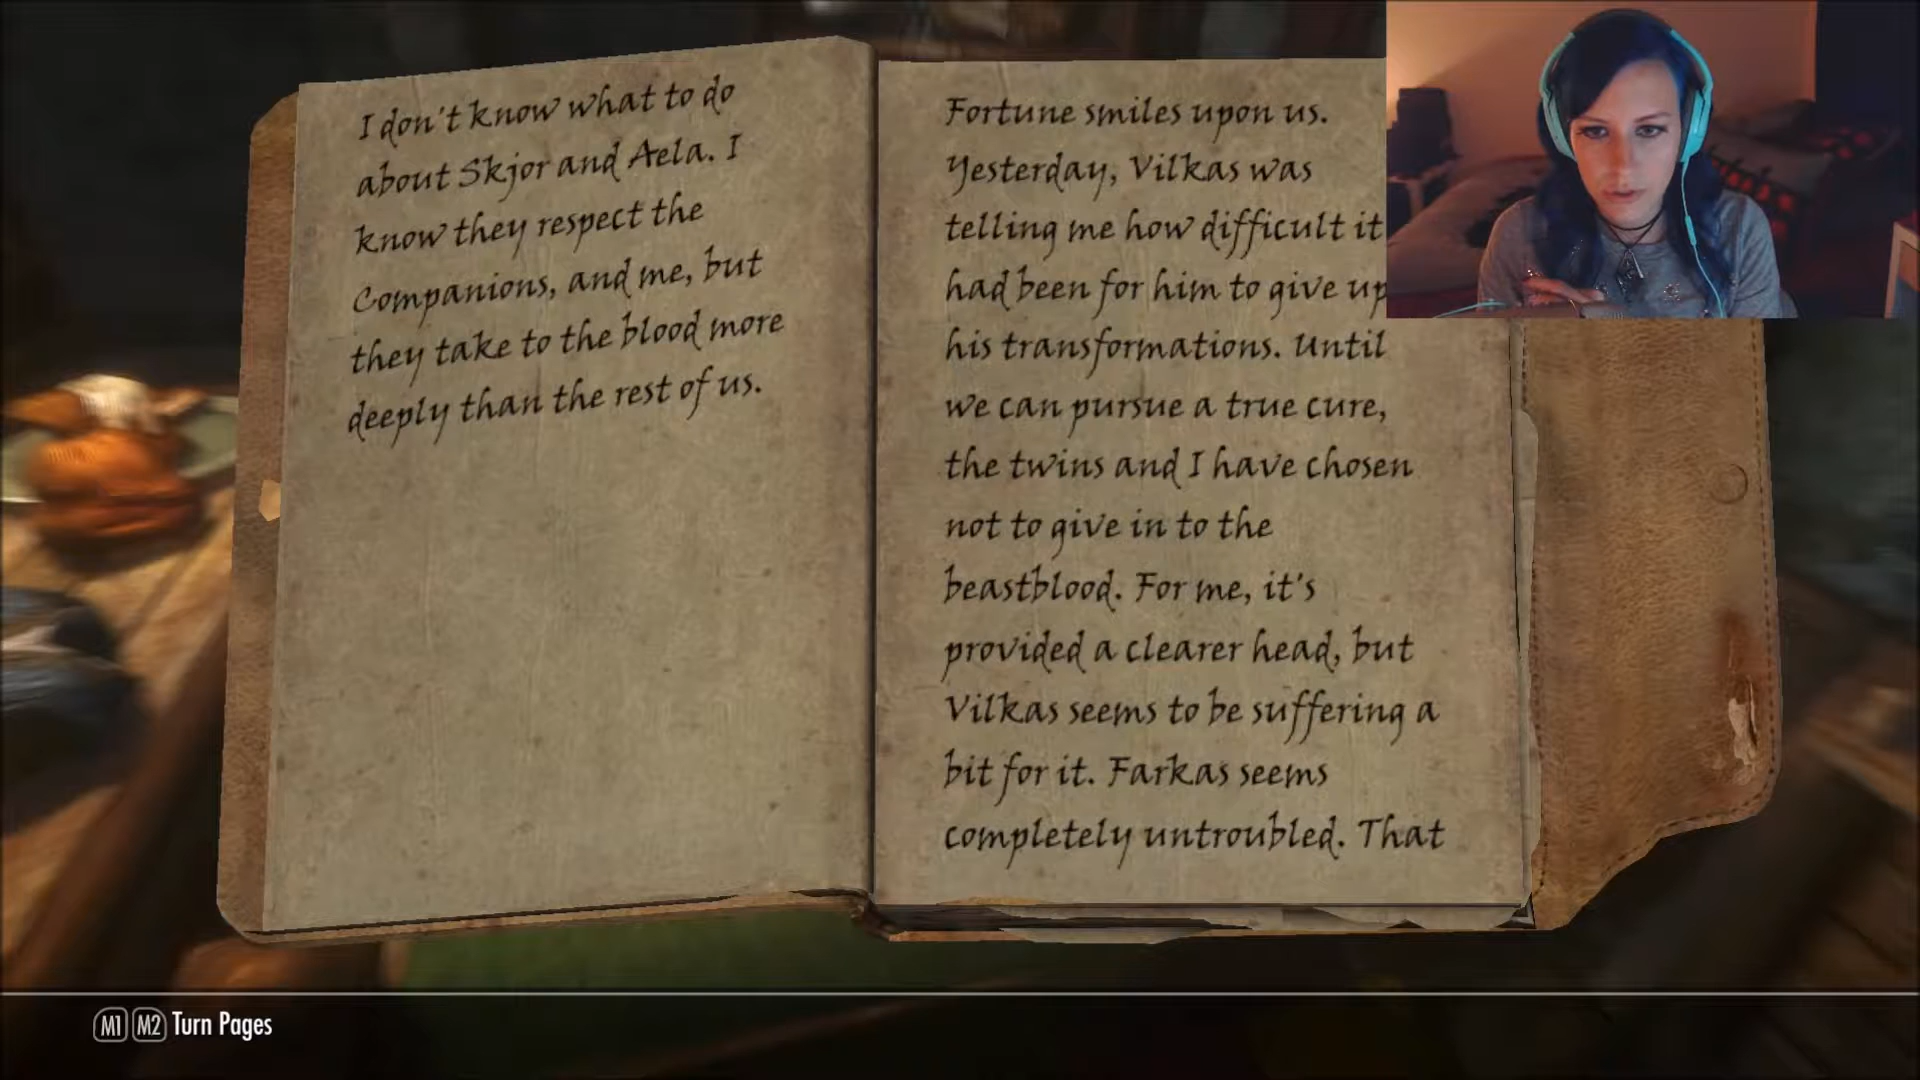 I don't know what to do
about Skjor and Aela. I
know they respect the
Companions, and me, but
they take to the blood more
deeply than the rest of us.
Fortune smiles upon us.
Yesterday, Vilkas was
telling me how difficult it
had been for him to give up
his transformations. Until
we can pursue a true cure,
the twins and I have chosen
not to give in to the
beastblood. For me, it's
provided a clearer head, but
Vilkas seems to be suffering a
bit for it. Farkas seems
completely untroubled. That
M1 M2 Turn Pages